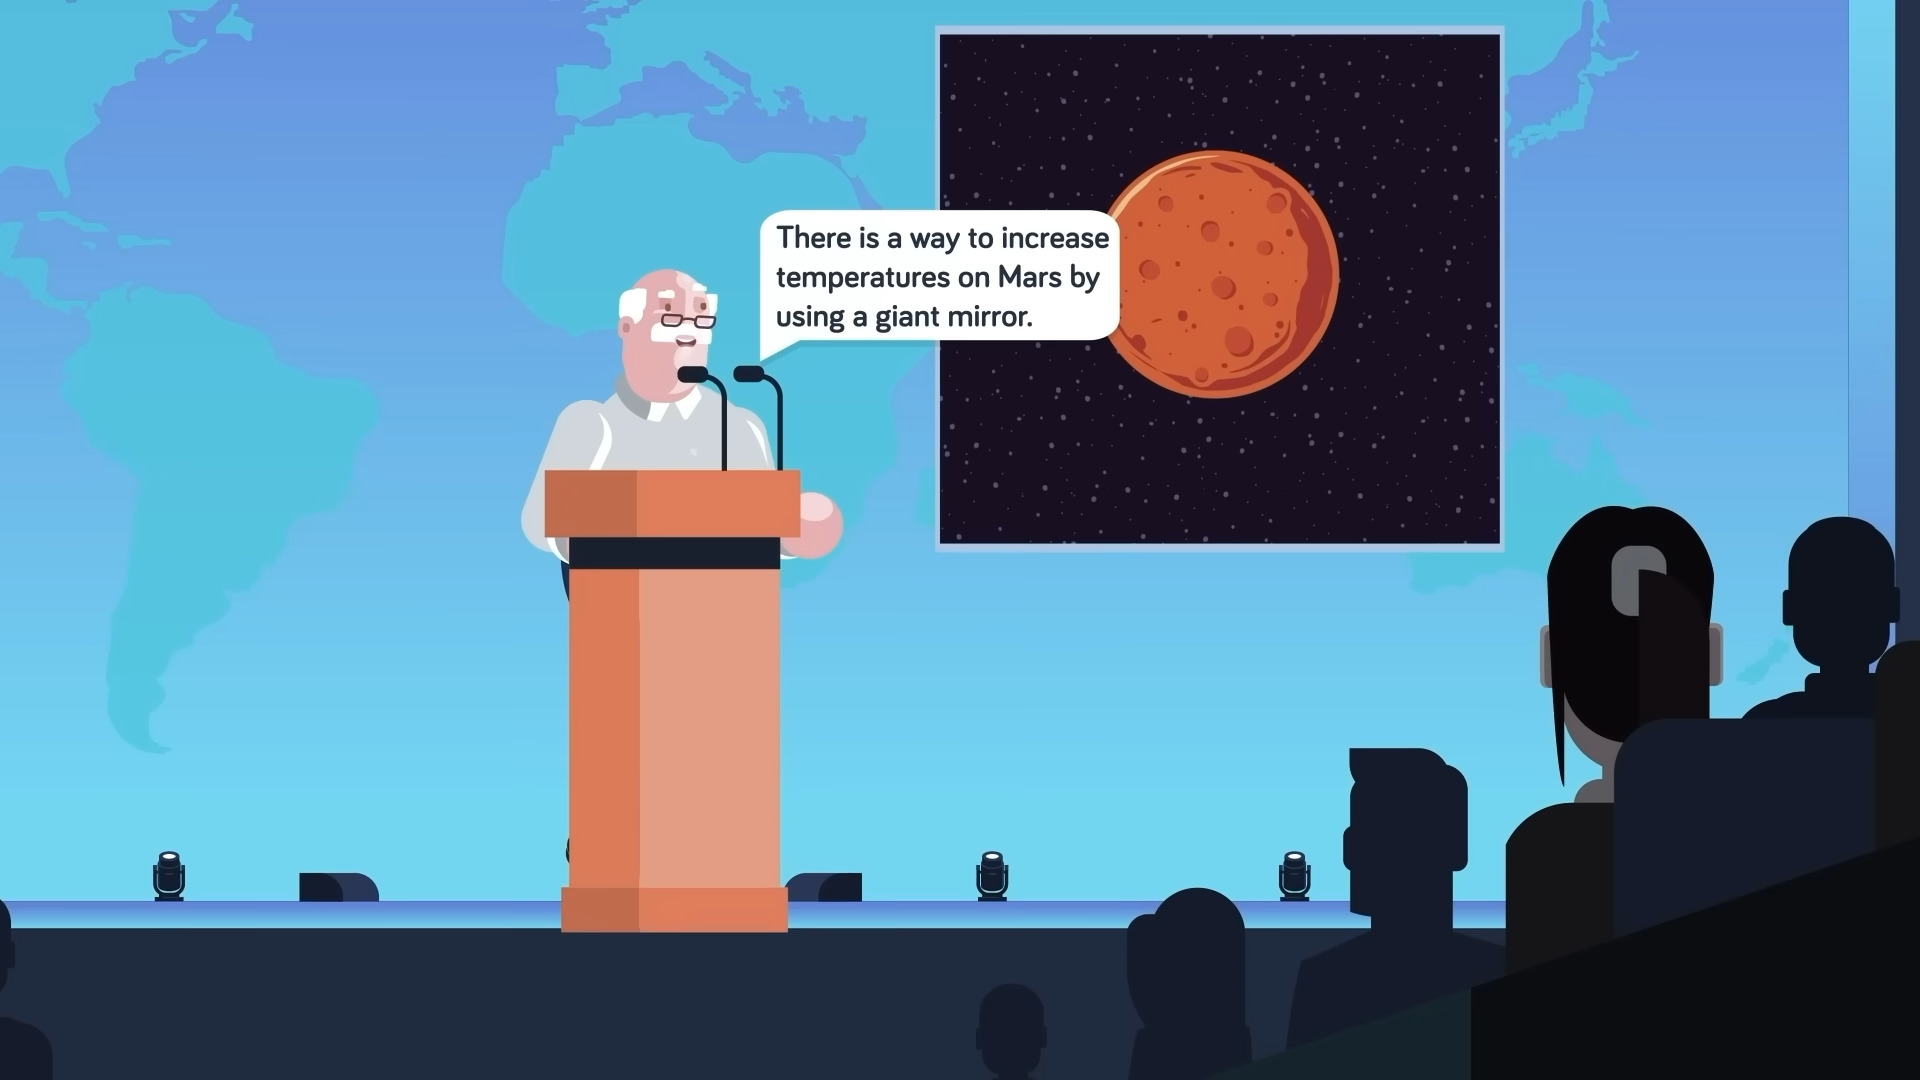 There is a way to increase
temperatures on Mars by
using a giant mirror.